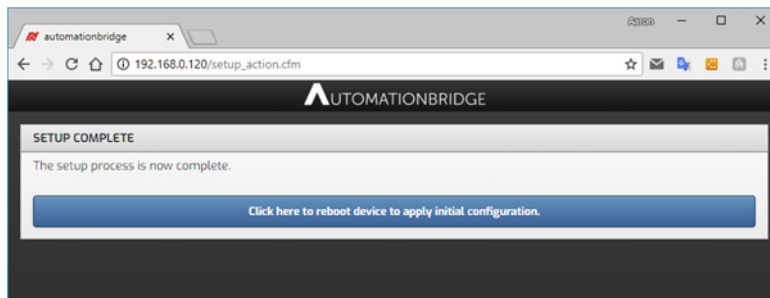 Aaron
automationbridge
192.168.0.120/setup_action.cfm
AUTOMATIONBRIDGE
SETUP COMPLETE
The setup process is now complete.
Click here to reboot device to apply initial configuration.